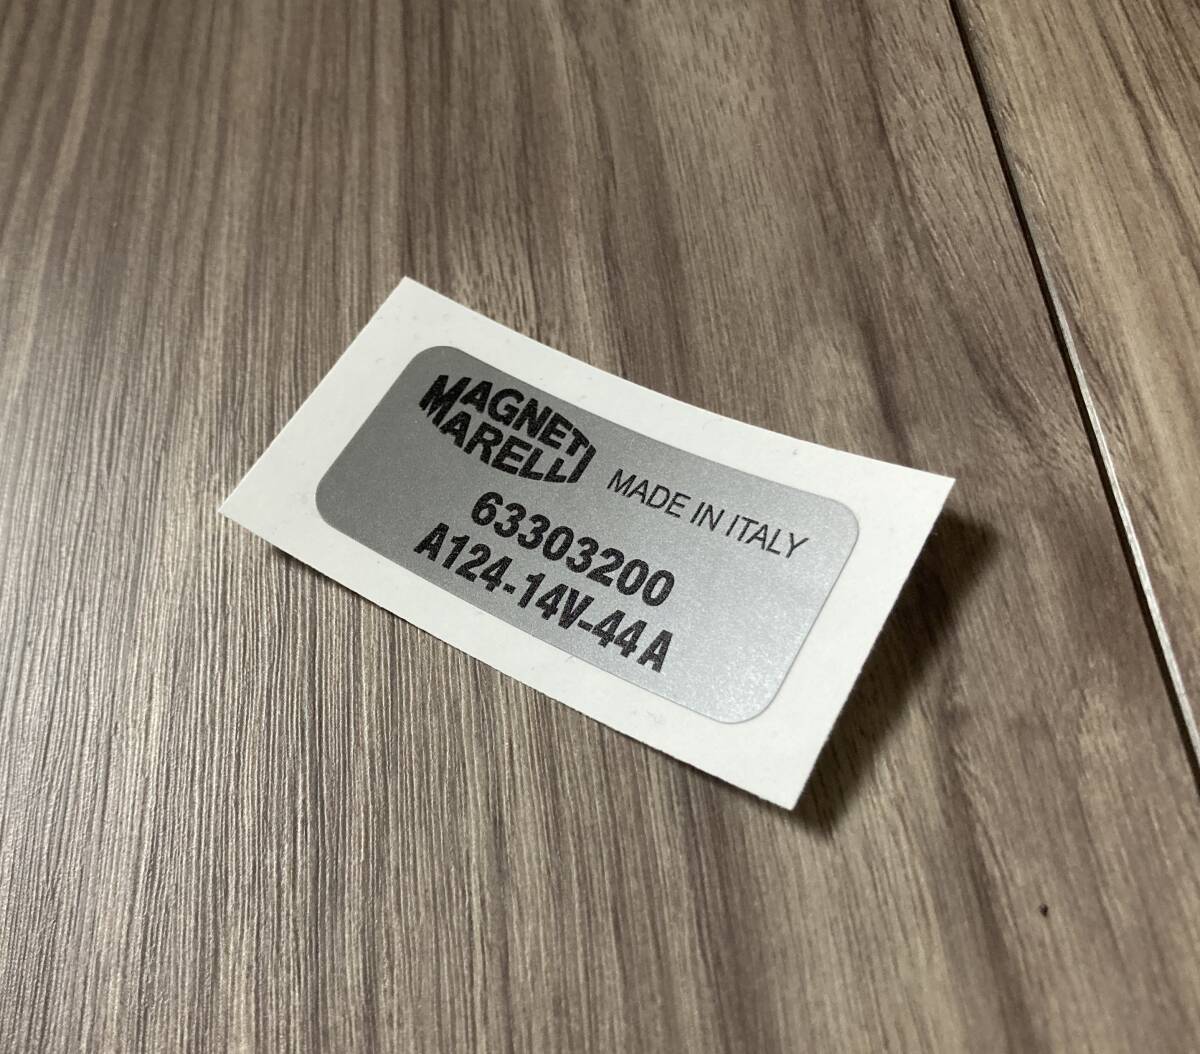 MAGNETI
MARELLI
MADE IN ITALY
63303200
A124-14V-44A